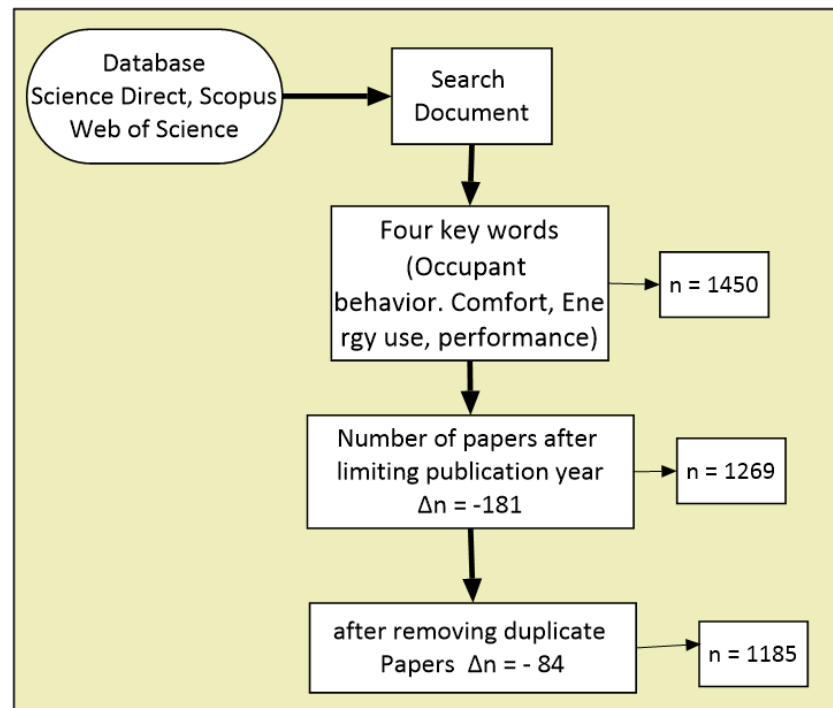 Database
Science Direct, Scopus
Web of Science
Search
Document
Four key words
(Occupant
behavior. Comfort, Ene
rgy use, performance)
n = 1450
Number of papers after
limiting publication year
Δn = -181
n = 1269
after removing duplicate
Papers Δn = - 84
n = 1185